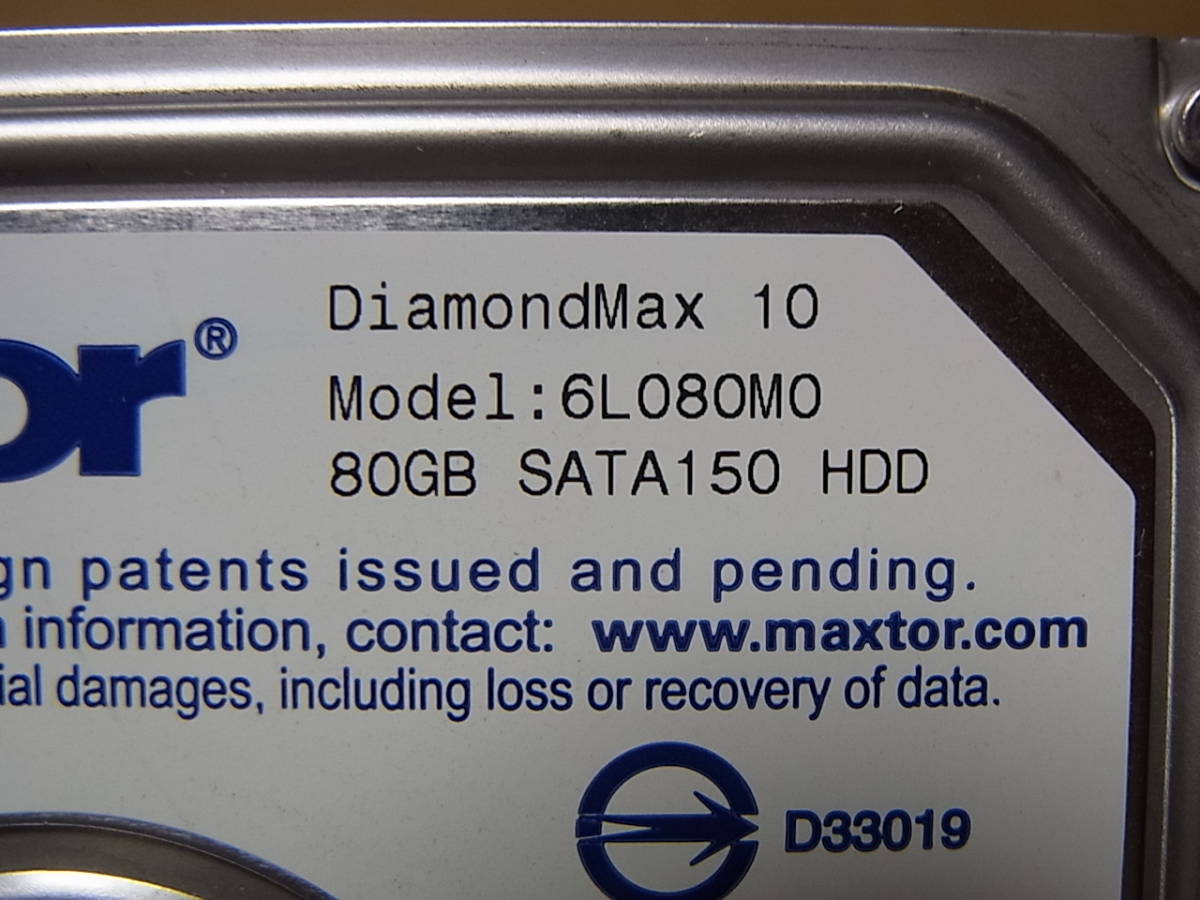 DiamondMax 10
or®
Model:6L080M0
80GB SATA150 HDD
gn patents issued and pending.
information, contact: www.maxtor.com
ial damages, including loss or recovery of data.
D33019